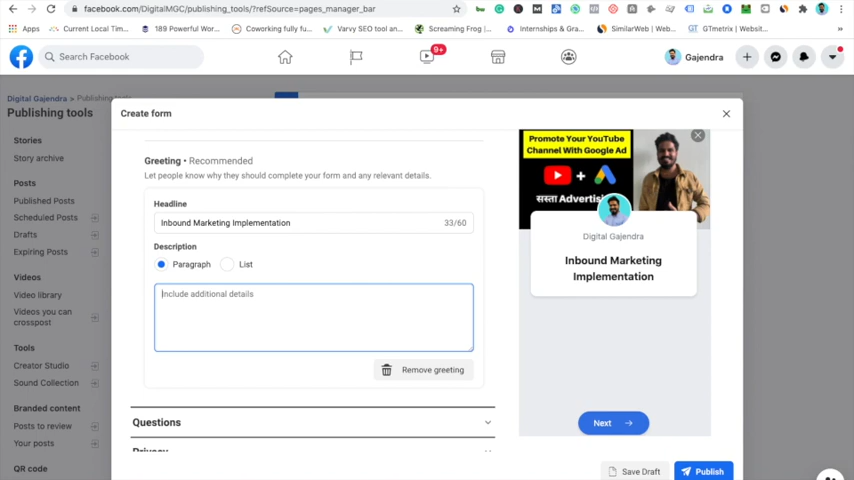 facebook.com/DigitalMGC/publishing_tools/?refSource=pages_manager_bar
Apps
Current Local Tim...
189 Powerful Wor...
Coworking fully fu...
Varvy SEO tool an...
Screaming Frog...
Internships & Gra...
SimilarWeb | Websit...
GTmetrix | Website...
Search Facebook
9+
Gajendra
Digital Gajendra > Publishing tools
Publishing tools
Stories
Story archive
Posts
Published Posts
Scheduled Posts
Drafts
Expiring Posts
Videos
Video library
Videos you can
crosspost
Tools
Creator Studio
Sound Collection
Branded content
Posts to review
Your posts
QR code
Create form
Greeting • Recommended
Let people know why they should complete your form and any relevant details.
Headline
Inbound Marketing Implementation
33/60
Description
Paragraph
List
Include additional details
Remove greeting
Questions
Privacy
Promote Your YouTube
Channel With Google Ad
+
सस्ता
Digital Gajendra
Inbound Marketing
Implementation
Next
Save Draft
Publish